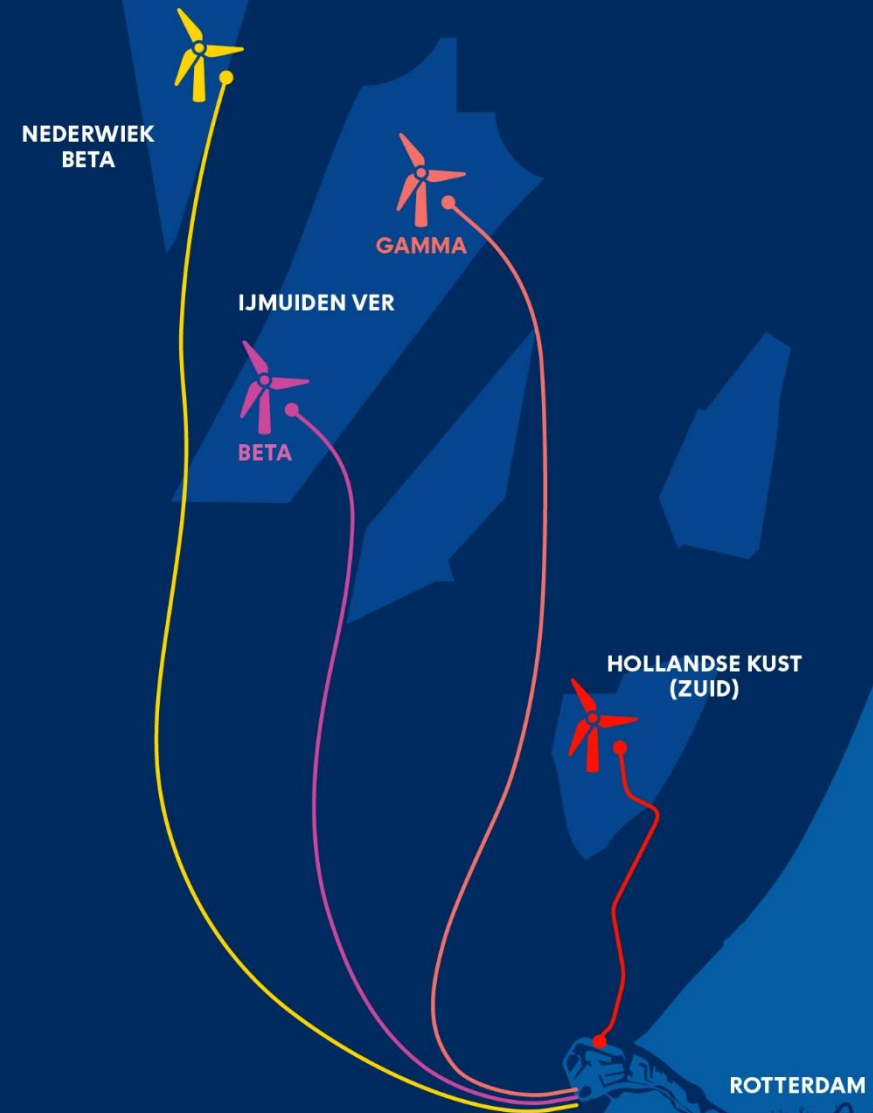 NEDERWIEK
BETA
GAMMA
IJMUIDEN VER
BETA
HOLLANDSE KUST
(ZUID)
ROTTERDAM